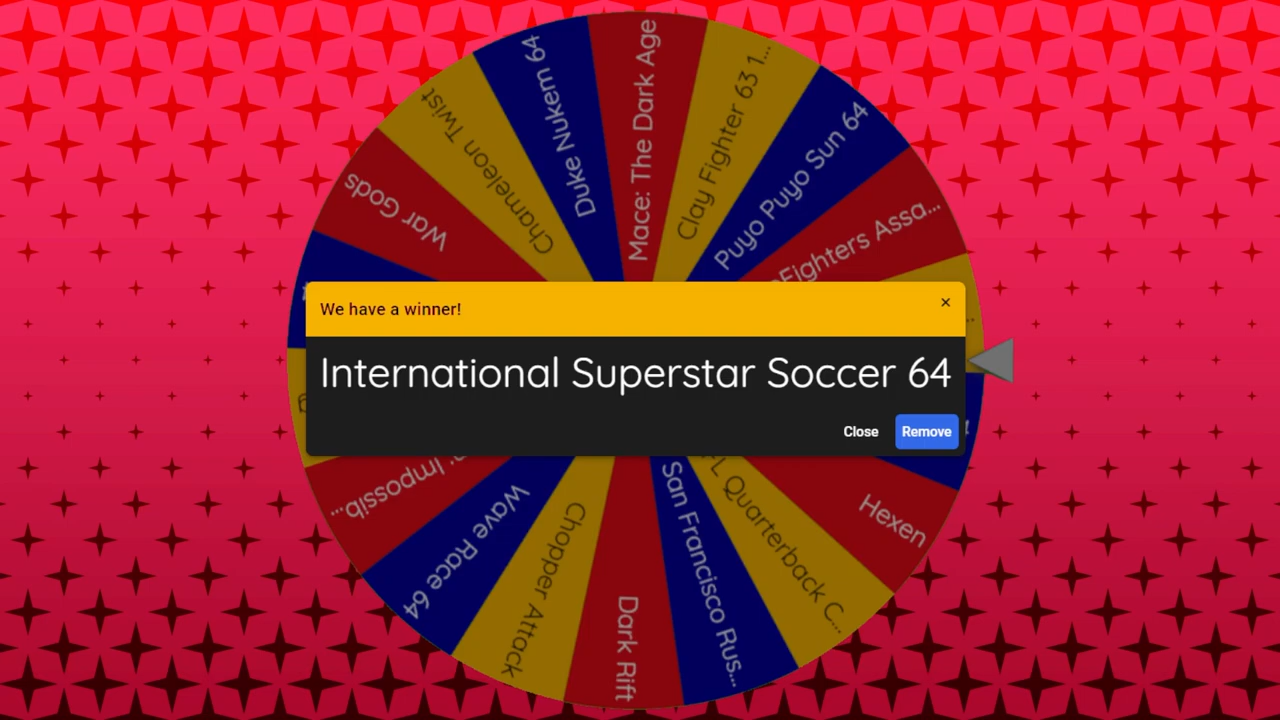 Duke Nukem 64
Mace: The Dark Age
Clay Fighter 63 1...
Chameleon Twist
Puyo Puyo Sun 64
War Gods
Fighters Assa...
We have a winner!
×
International Superstar Soccer 64
Close
Remove
Impossib...
Wave Race 64
Chopper Attack
Dark Rift
San Francisco Rus...
Quarterback C...
Hexen